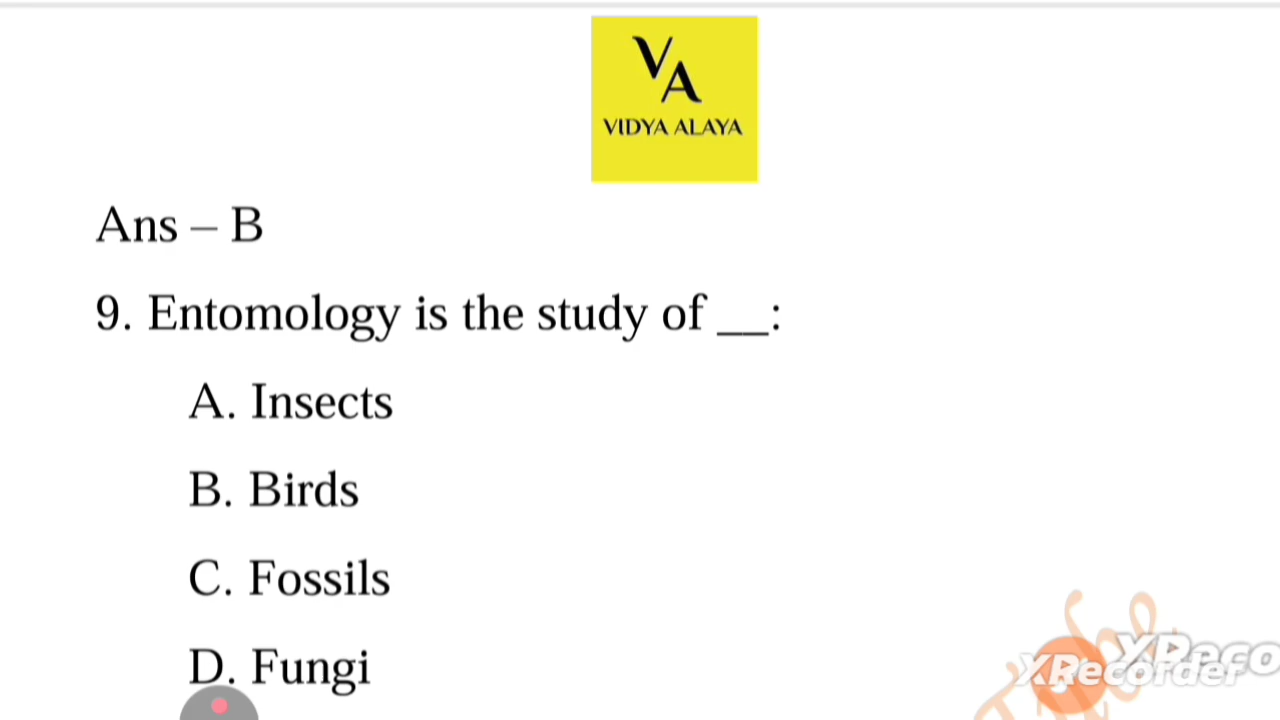 VA
VIDYA ALAYA
Ans – B
9. Entomology is the study of __:
A. Insects
B. Birds
C. Fossils
D. Fungi
XRecorder